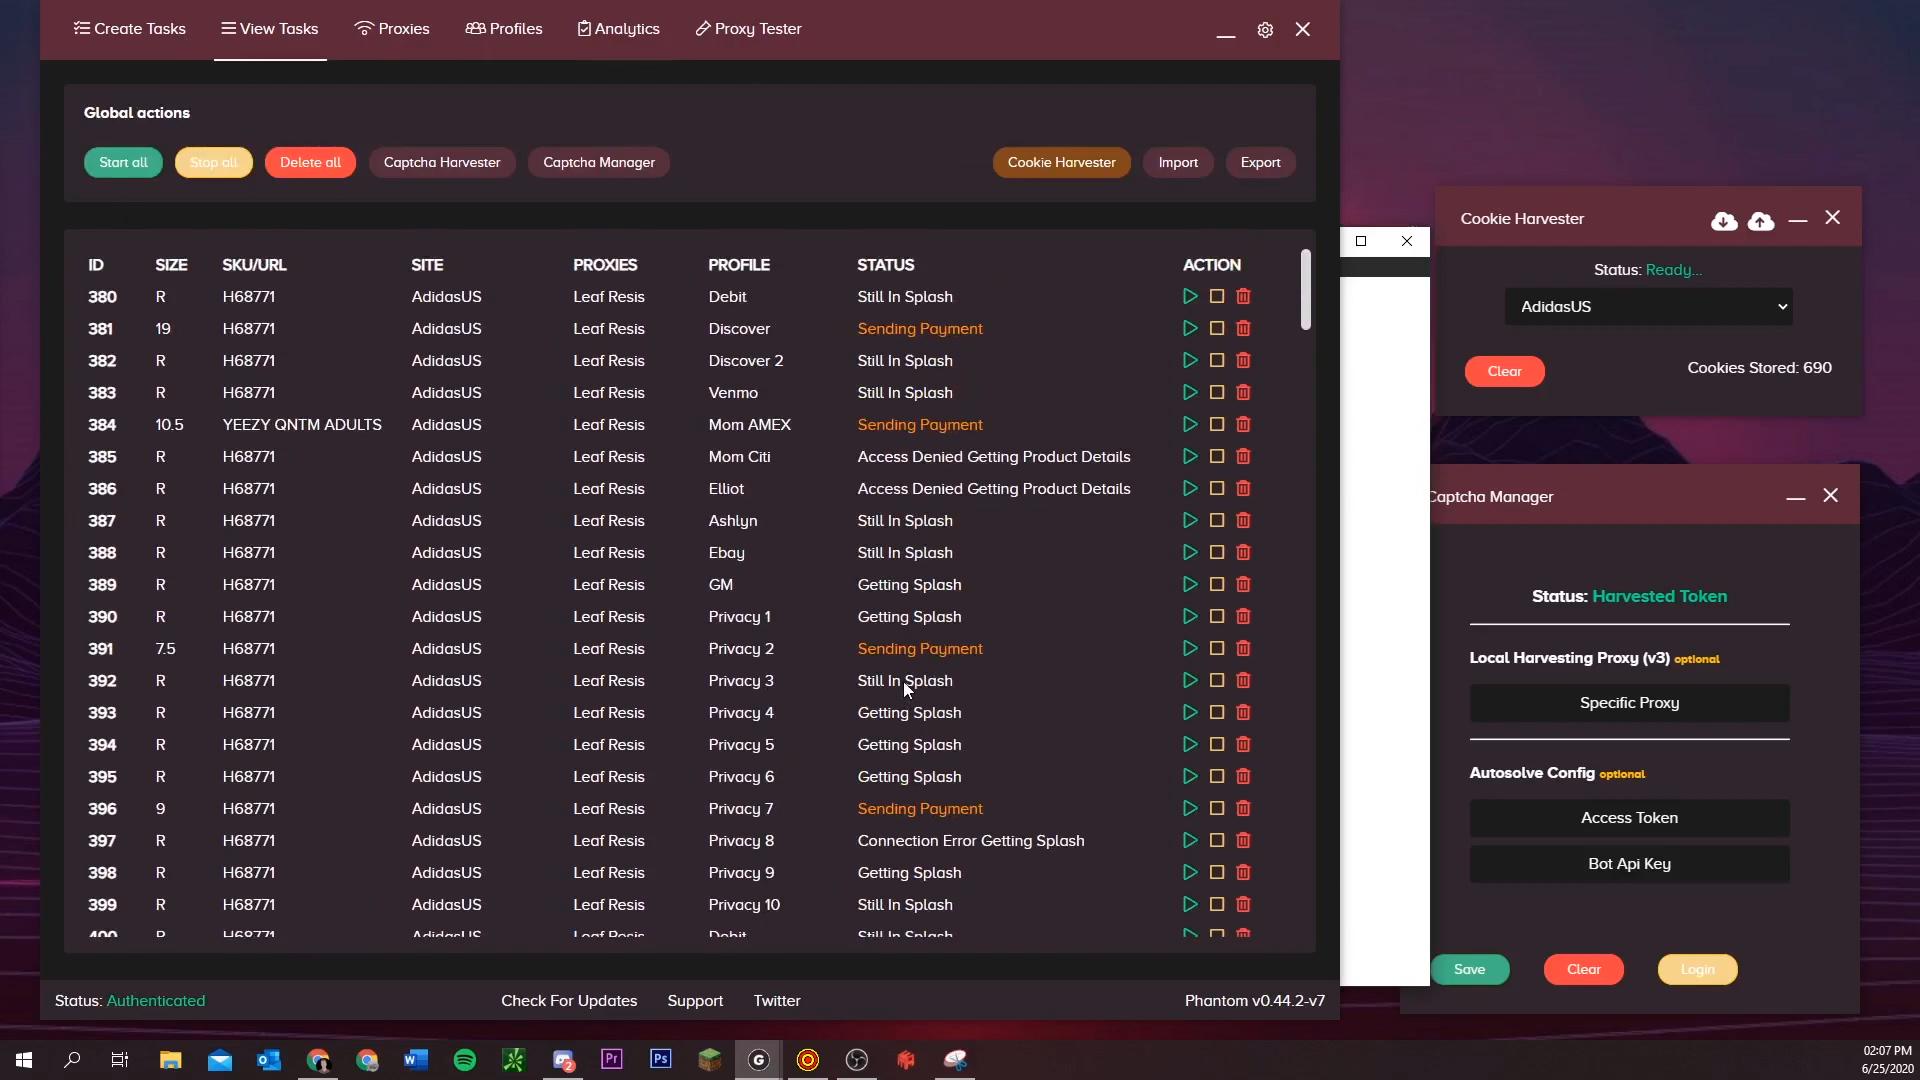 Create Tasks View Tasks Proxies Profiles Analytics Proxy Tester
Global actions
Start all Stop all Delete all Captcha Harvester Captcha Manager Cookie Harvester Import Export
ID SIZE SKU/URL SITE PROXIES PROFILE STATUS ACTION
380 R H68771 AdidasUS Leaf Resis Debit Still In Splash
381 19 H68771 AdidasUS Leaf Resis Discover Sending Payment
382 R H68771 AdidasUS Leaf Resis Discover 2 Still In Splash
383 R H68771 AdidasUS Leaf Resis Venmo Still In Splash
384 10.5 YEEZY QNTM ADULTS AdidasUS Leaf Resis Mom AMEX Sending Payment
385 R H68771 AdidasUS Leaf Resis Mom Citi Access Denied Getting Product Details
386 R H68771 AdidasUS Leaf Resis Elliot Access Denied Getting Product Details
387 R H68771 AdidasUS Leaf Resis Ashlyn Still In Splash
388 R H68771 AdidasUS Leaf Resis Ebay Still In Splash
389 R H68771 AdidasUS Leaf Resis GM Getting Splash
390 R H68771 AdidasUS Leaf Resis Privacy 1 Getting Splash
391 7.5 H68771 AdidasUS Leaf Resis Privacy 2 Sending Payment
392 R H68771 AdidasUS Leaf Resis Privacy 3 Still In Splash
393 R H68771 AdidasUS Leaf Resis Privacy 4 Getting Splash
394 R H68771 AdidasUS Leaf Resis Privacy 5 Getting Splash
395 R H68771 AdidasUS Leaf Resis Privacy 6 Getting Splash
396 9 H68771 AdidasUS Leaf Resis Privacy 7 Sending Payment
397 R H68771 AdidasUS Leaf Resis Privacy 8 Connection Error Getting Splash
398 R H68771 AdidasUS Leaf Resis Privacy 9 Getting Splash
399 R H68771 AdidasUS Leaf Resis Privacy 10 Still In Splash
400 R H68771 AdidasUS Leaf Resis Debit Still In Splash
Status: Authenticated Check For Updates Support Twitter Phantom v0.44.2-v7
Cookie Harvester
Status: Ready...
AdidasUS
Clear Cookies Stored: 690
Captcha Manager
Status: Harvested Token
Local Harvesting Proxy (v3) optional
Specific Proxy
Autosolve Config optional
Access Token
Bot Api Key
Save Clear Login
W 2 Pr Ps G
02:07 PM
6/25/2020